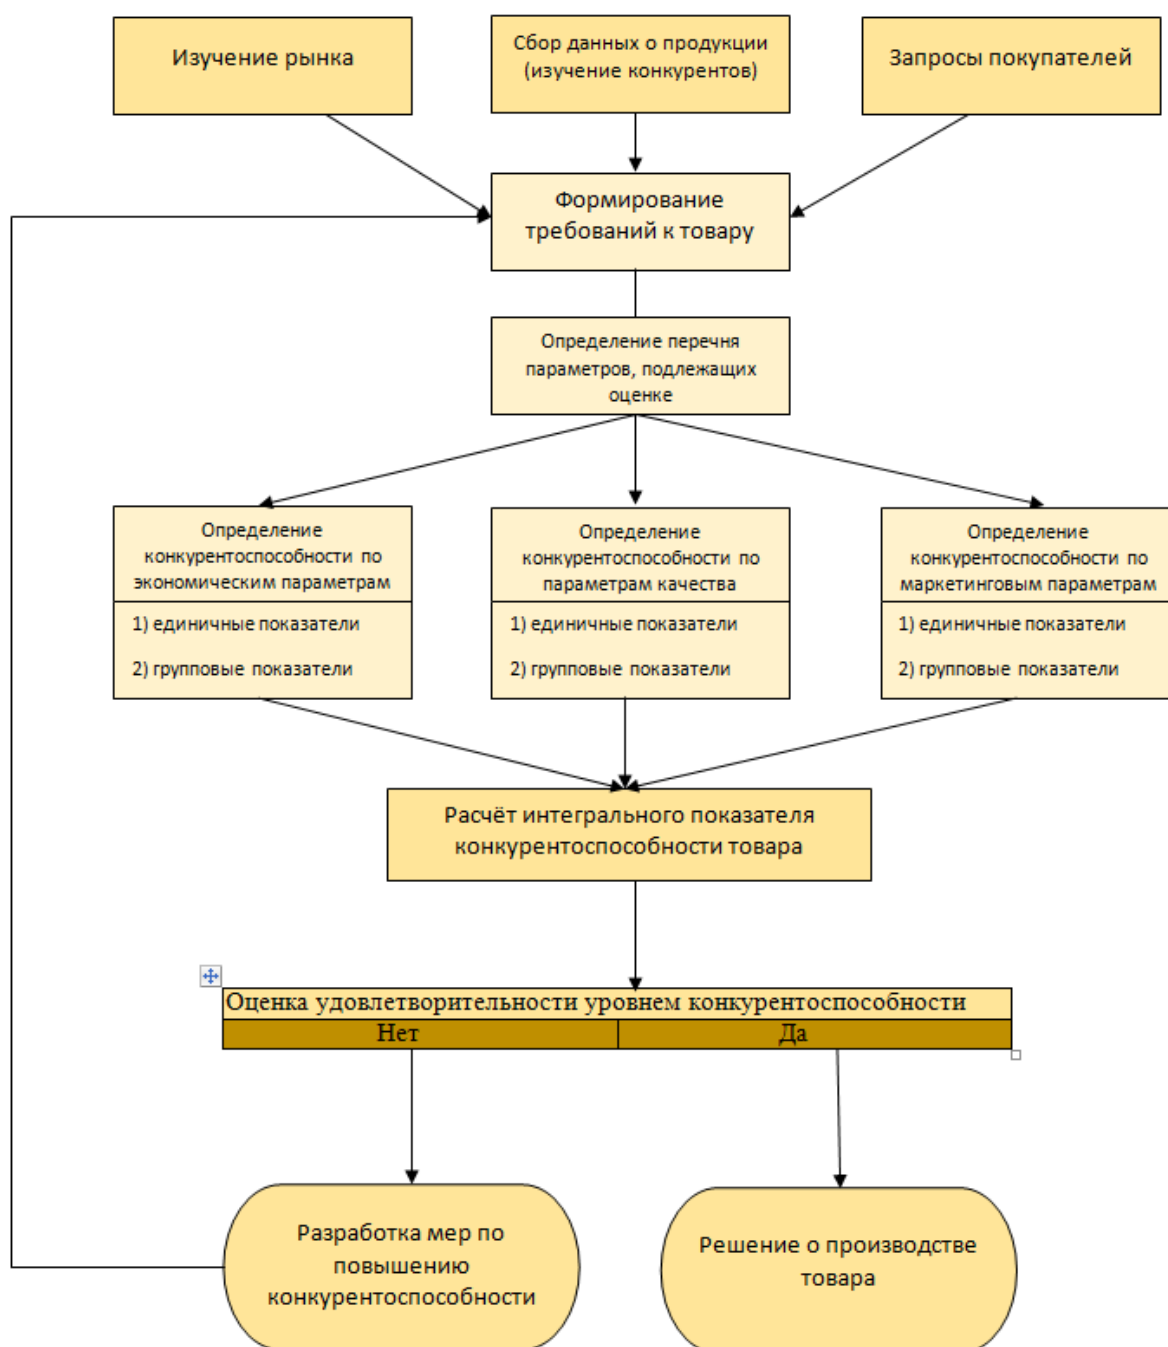 Изучение рынка
Сбор данных о продукции
(изучение конкурентов)
Запросы покупателей
Формирование
требований к товару
Определение перечня
параметров, подлежащих
оценке
Определение
конкурентоспособности по
экономическим параметрам
1) единичные показатели
2) групповые показатели
Определение
конкурентоспособности по
параметрам качества
1) единичные показатели
2) групповые показатели
Определение
конкурентоспособности по
маркетинговым параметрам
1) единичные показатели
2) групповые показатели
Расчёт интегрального показателя
конкурентоспособности товара
Оценка удовлетворительности уровнем конкурентоспособности
Нет
Да
Разработка мер по
повышению
конкурентоспособности
Решение о производстве
товара